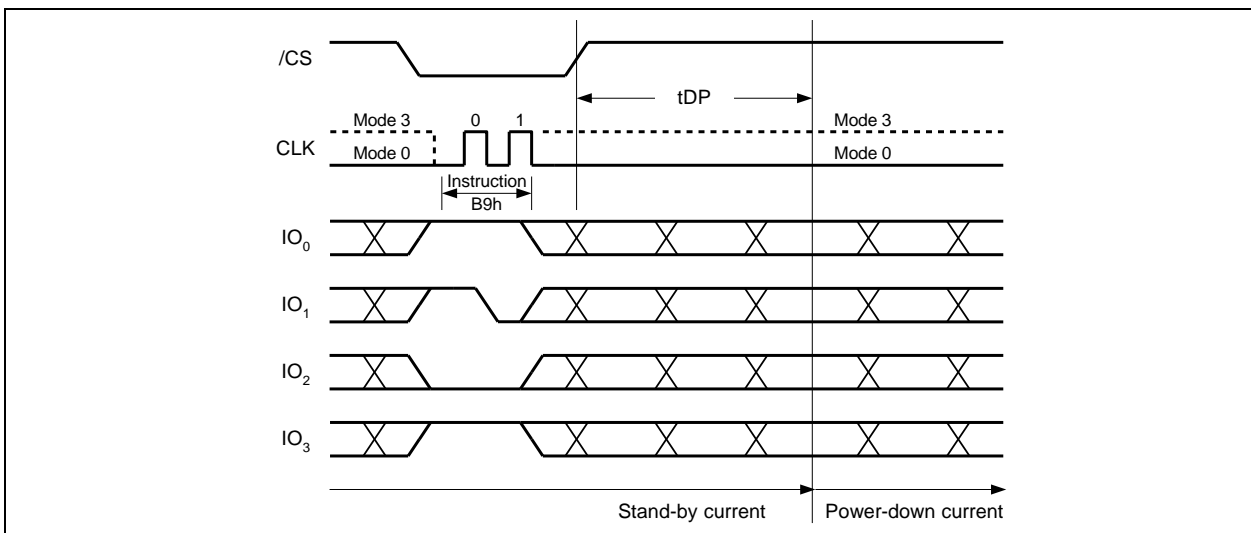 /CS
tDP
Mode 3 0 1 Mode 3
CLK
Mode 0 Mode 0
Instruction
B9h
IO0
IO1
IO2
IO3
Stand-by current Power-down current